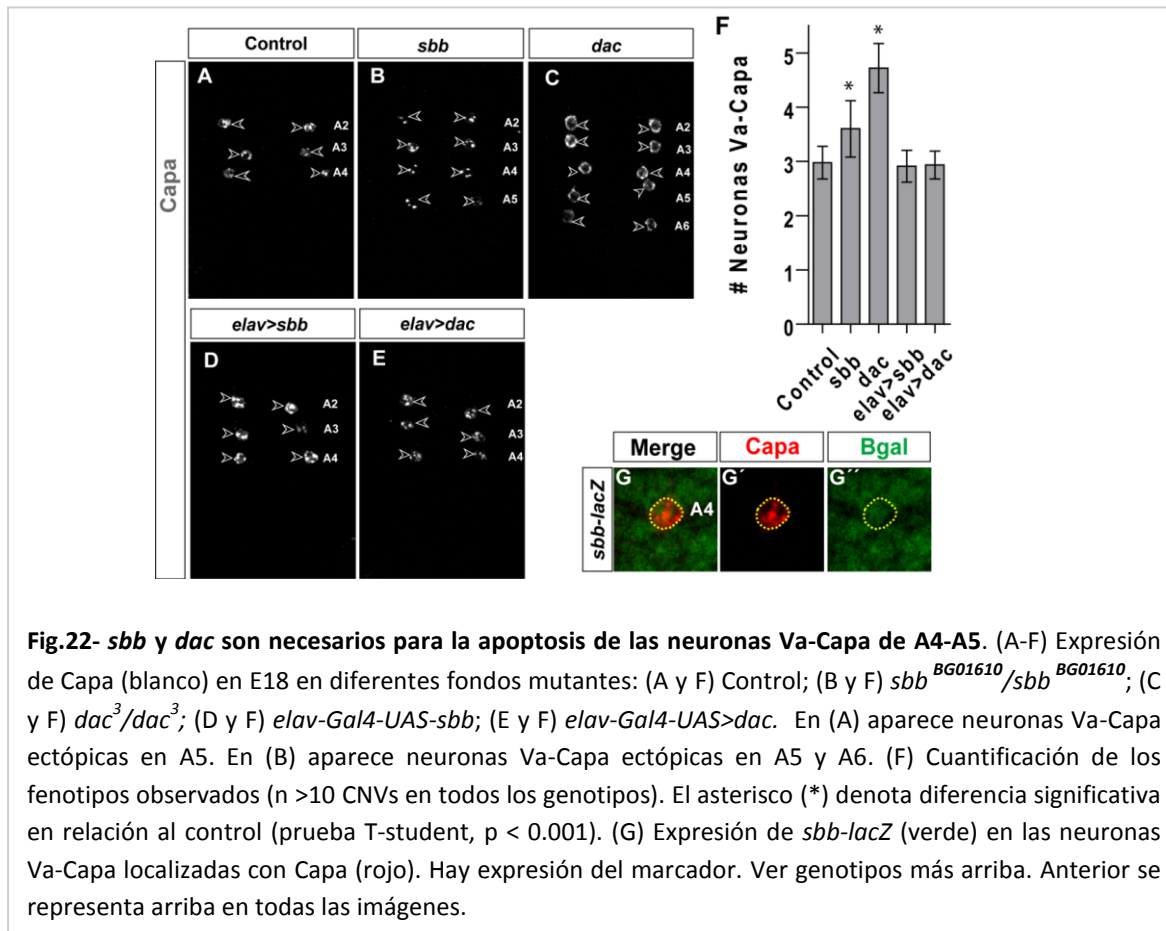 Control
sbb
dac
Capa
A
A2
A3
A4
B
A2
A3
A4
A5
C
A2
A3
A4
A5
A6
elav>sbb
elav>dac
D
A2
A3
A4
E
A2
A3
A4
F
# Neuronas Va-Capa
5
4
3
2
1
0
*
*
Control
sbb
dac
elav>sbb
elav>dac
Merge
Capa
Bgal
sbb-lacZ
G
A4
G´
G´´
Fig.22- sbb y dac son necesarios para la apoptosis de las neuronas Va-Capa de A4-A5. (A-F) Expresión
de Capa (blanco) en E18 en diferentes fondos mutantes: (A y F) Control; (B y F) sbb BG01610/sbb BG01610; (C
y F) dac3/dac3; (D y F) elav-Gal4-UAS-sbb; (E y F) elav-Gal4-UAS>dac. En (A) aparece neuronas Va-Capa
ectópicas en A5. En (B) aparece neuronas Va-Capa ectópicas en A5 y A6. (F) Cuantificación de los
fenotipos observados (n >10 CNVs en todos los genotipos). El asterisco (*) denota diferencia significativa
en relación al control (prueba T-student, p < 0.001). (G) Expresión de sbb-lacZ (verde) en las neuronas
Va-Capa localizadas con Capa (rojo). Hay expresión del marcador. Ver genotipos más arriba. Anterior se
representa arriba en todas las imágenes.